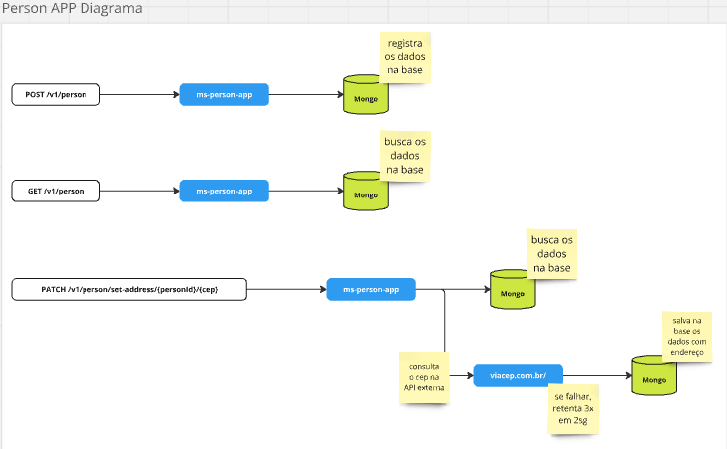 Person APP Diagrama
registra
os dados
na base
POST /v1/person
ms-person-app
Mongo
busca os
dados
na base
GET /v1/person
ms-person-app
Mongo
busca os
dados
na base
PATCH /v1/person/set-address/{personId}/{cep}
ms-person-app
Mongo
salva na
base os
dados com
endereço
consulta
o cep na
API externa
viacep.com.br/
Mongo
se falhar,
retenta 3x
em 2sg